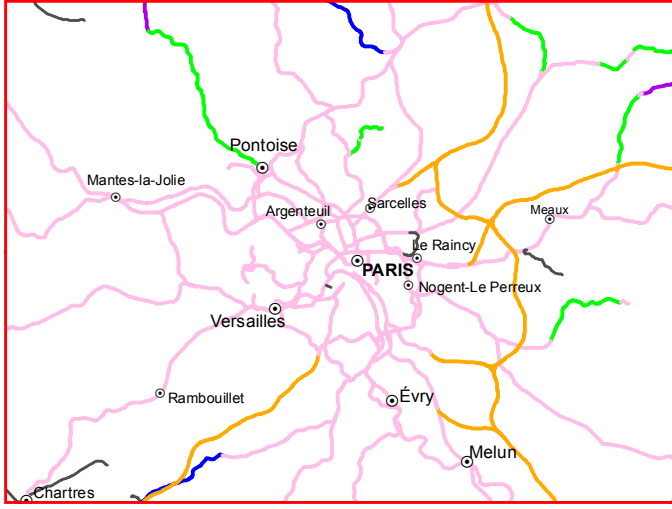 Pontoise
Mantes-la-Jolie
Argenteuil
Sarcelles
Meaux
Le Raincy
PARIS
Nogent-Le Perreux
Versailles
Rambouillet
Évry
Melun
Chartres